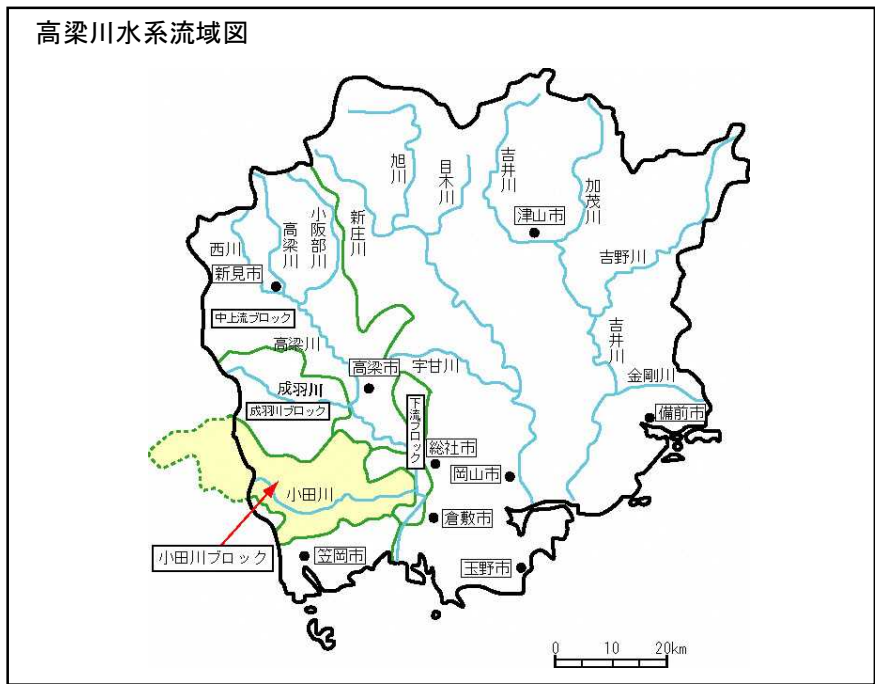 高梁川水系流域図
旭川
目木川
吉井川
加茂川
津山市
新庄川
小阪部川
高梁川
西川
新見市
吉野川
中上流ブロック
高梁川
吉井川
宇甘川
高梁市
成羽川
成羽川ブロック
金剛川
備前市
下流ブロック
総社市
岡山市
小田川
倉敷市
小田川ブロック
笠岡市
玉野市
0 10 20km